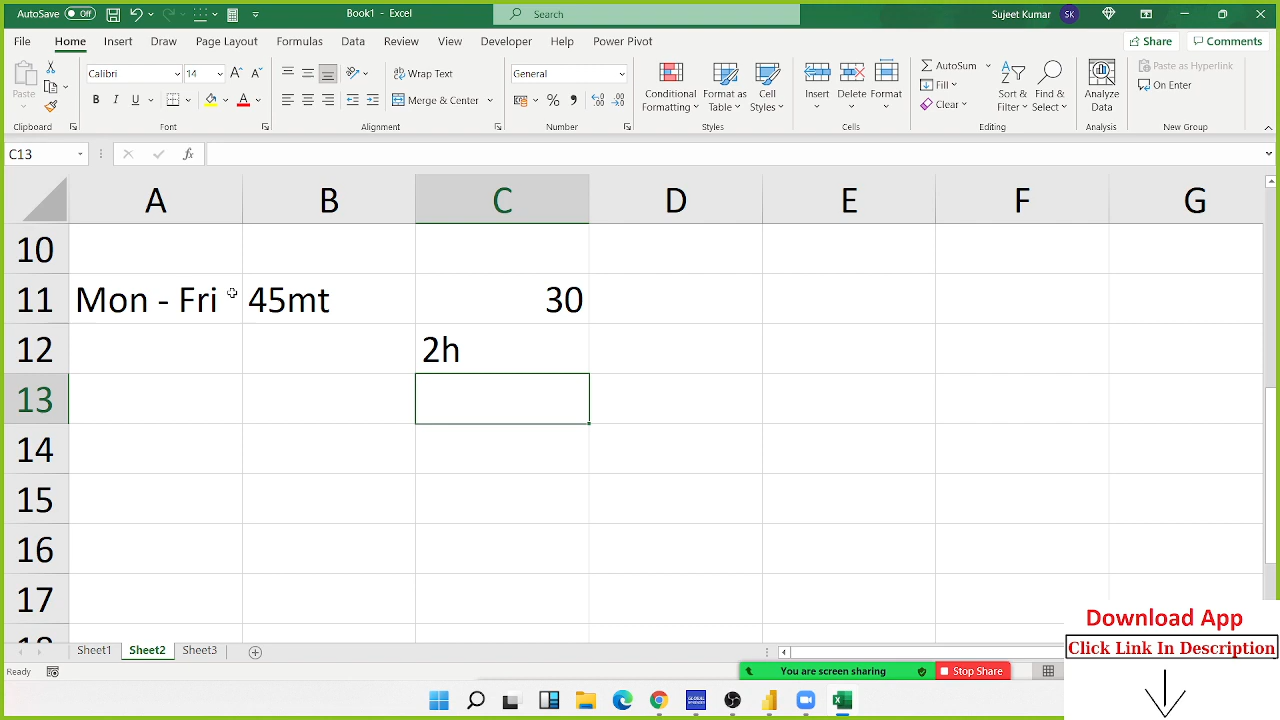 AutoSave Off
Book1 - Excel
Search
Sujeet Kumar SK
File Home Insert Draw Page Layout Formulas Data Review View Developer Help Power Pivot Share Comments
Paste
Calibri 14
B I U
Wrap Text
Merge & Center
General
Conditional Formatting
Format as Table
Cell Styles
Insert Delete Format
AutoSum
Fill
Clear
Sort & Filter
Find & Select
Analyze Data
Paste as Hyperlink
On Enter
Clipboard Font Alignment Number Styles Cells Editing Analysis New Group
C13 fx
A B C D E F G
10
11 Mon - Fri 45mt 30
12 2h
13
14
15
16
17
Sheet1 Sheet2 Sheet3
Ready
You are screen sharing Stop Share
Download App
Click Link In Description